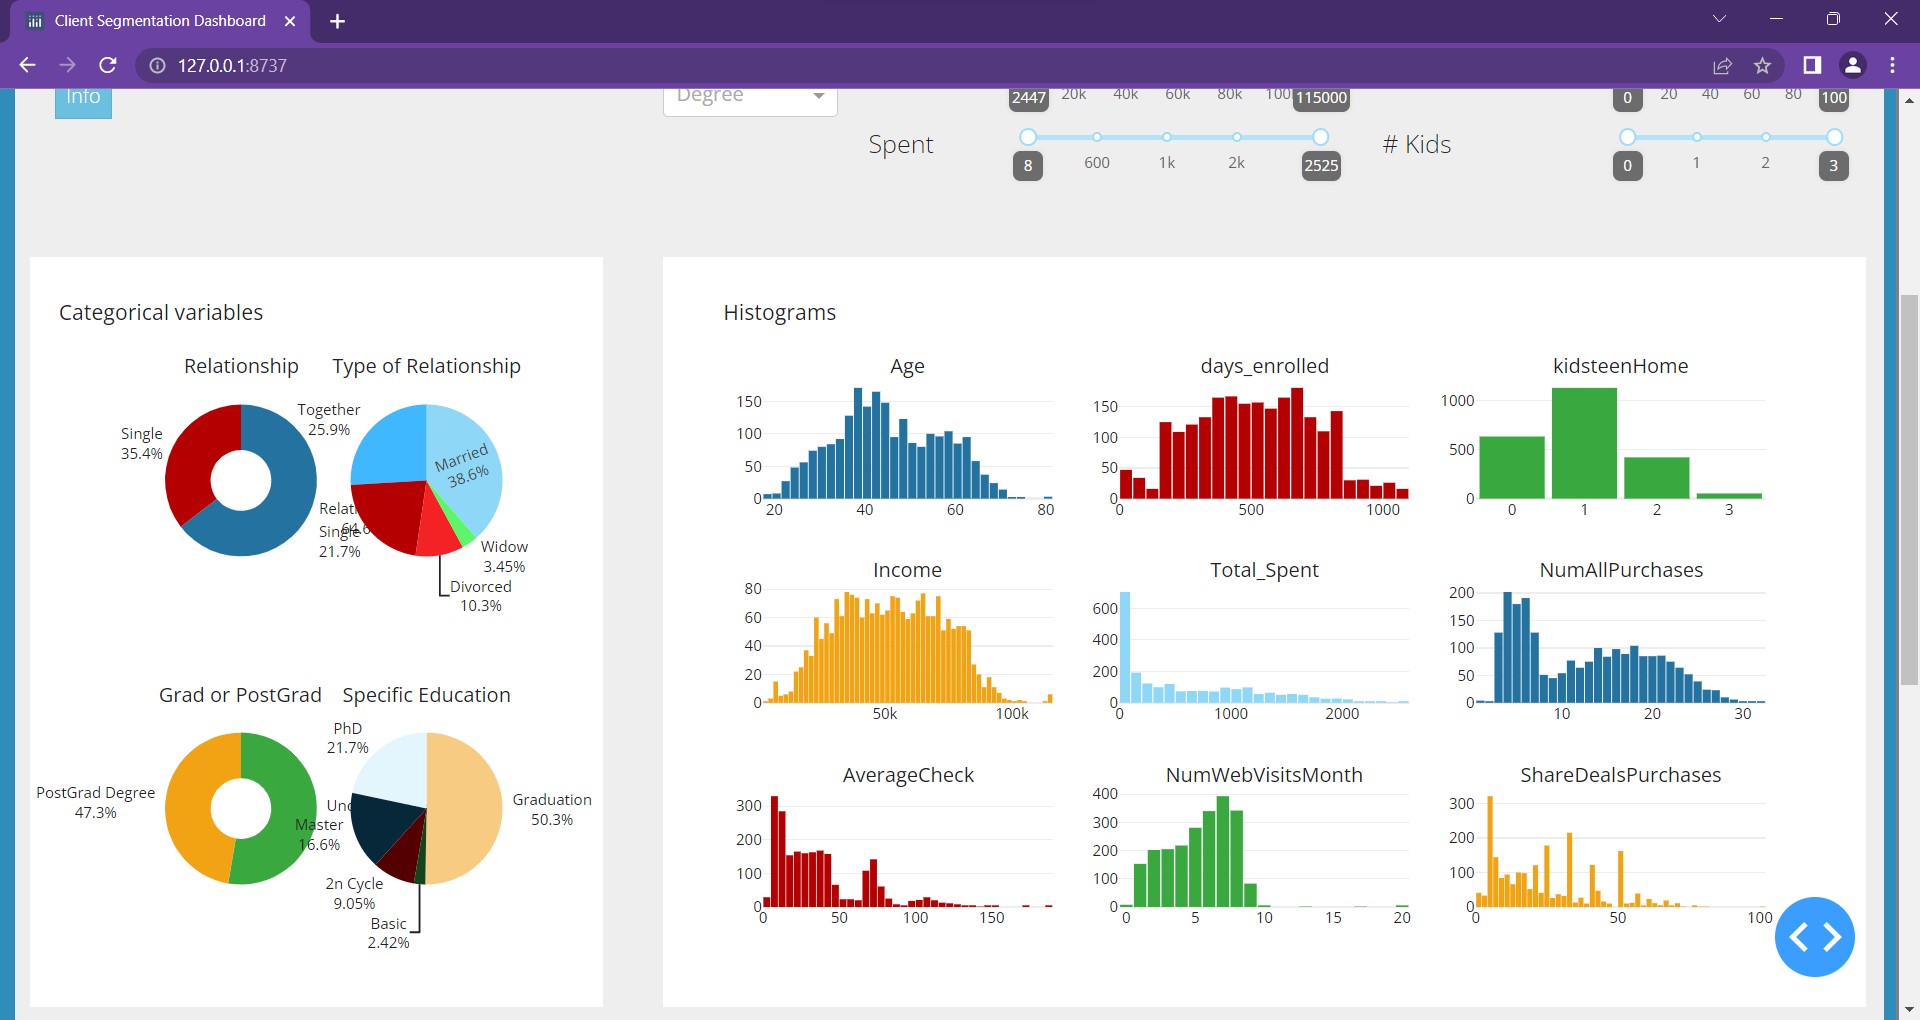 Client Segmentation Dashboard
127.0.0.1:8737
Info
Degree
2447 20k 40k 60k 80k 100 115000
0 20 40 60 80 100
Spent
8 600 1k 2k 2525
# Kids
0 1 2 3
Categorical variables
Relationship
Type of Relationship
Single
35.4%
Together
25.9%
Married
38.6%
Single
21.7%
Widow
3.45%
Divorced
10.3%
Grad or PostGrad
Specific Education
PostGrad Degree
47.3%
PhD
21.7%
Master
16.6%
Graduation
50.3%
2n Cycle
9.05%
Basic
2.42%
Histograms
Age
150
100
50
0
20 40 60 80
days_enrolled
150
100
50
0
0 500 1000
kidsteenHome
1000
500
0
0 1 2 3
Income
80
60
40
20
0
50k 100k
Total_Spent
600
400
200
0
0 1000 2000
NumAllPurchases
200
150
100
50
0
10 20 30
AverageCheck
300
200
100
0
0 50 100 150
NumWebVisitsMonth
400
300
200
100
0
0 5 10 15 20
ShareDealsPurchases
300
200
100
0
0 50 100